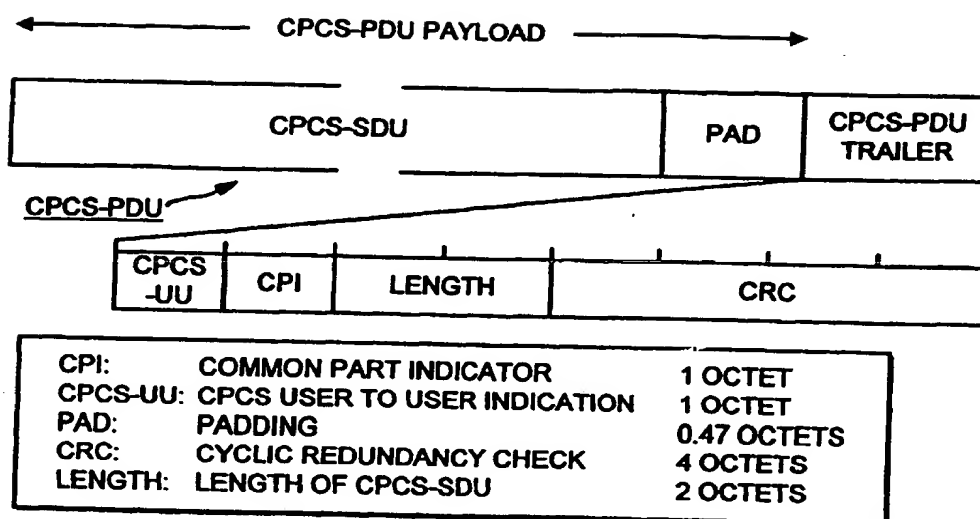 CPCS-PDU PAYLOAD
CPCS-SDU
PAD
CPCS-PDU
TRAILER
CPCS-PDU
CPCS
-UU
CPI
LENGTH
CRC
CPI: COMMON PART INDICATOR 1 OCTET
CPCS-UU: CPCS USER TO USER INDICATION 1 OCTET
PAD: PADDING 0.47 OCTETS
CRC: CYCLIC REDUNDANCY CHECK 4 OCTETS
LENGTH: LENGTH OF CPCS-SDU 2 OCTETS